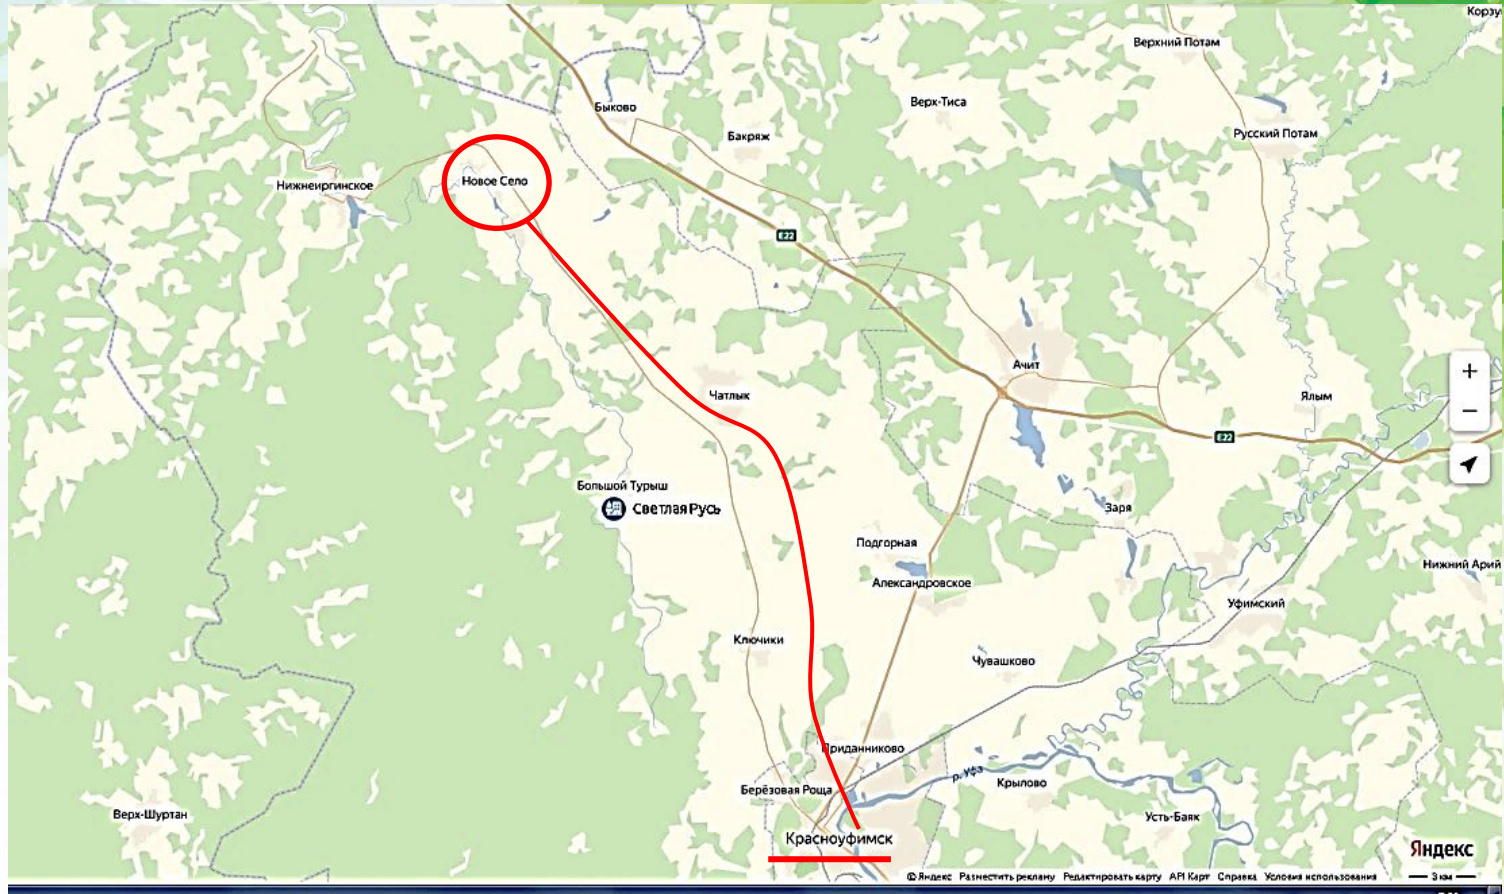 Корзу
Верхний Потам
Быково
Верх-Тиса
Бакряж
Русский Потам
Нижнеиргинское
Новое Село
E22
Ачит
Чатлык
Ялым
E22
Большой Турыш
Светлая Русь
Заря
Подгорная
Александровское
Нижний Арий
Уфимский
Ключики
Чувашково
Приданниково
р. Уфа
Крылово
Берёзовая Роща
Верх-Шуртан
Усть-Баяк
Красноуфимск
Яндекс
© Яндекс Разместить рекламу Редактировать карту API Карт Справка Условия использования 3 км